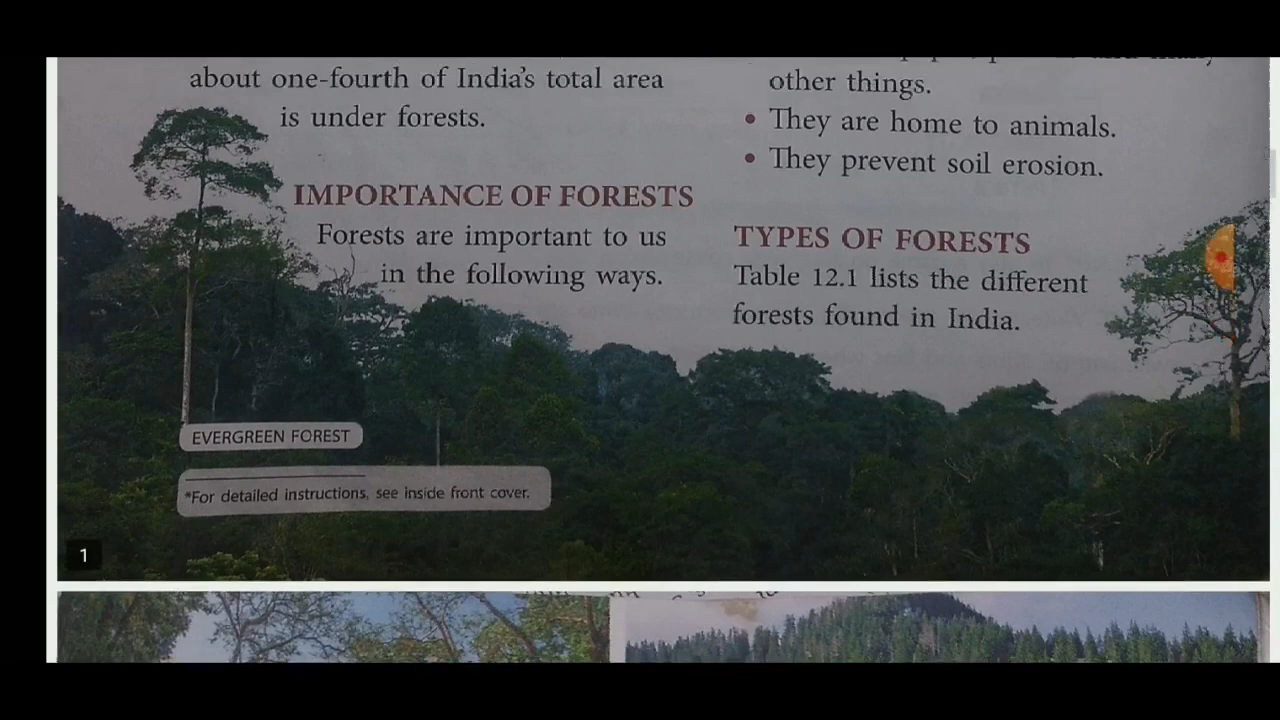 about one-fourth of India's total area
is under forests.
IMPORTANCE OF FORESTS
Forests are important to us
in the following ways.
other things.
• They are home to animals.
• They prevent soil erosion.
TYPES OF FORESTS
Table 12.1 lists the different
forests found in India.
EVERGREEN FOREST
*For detailed instructions, see inside front cover.
1